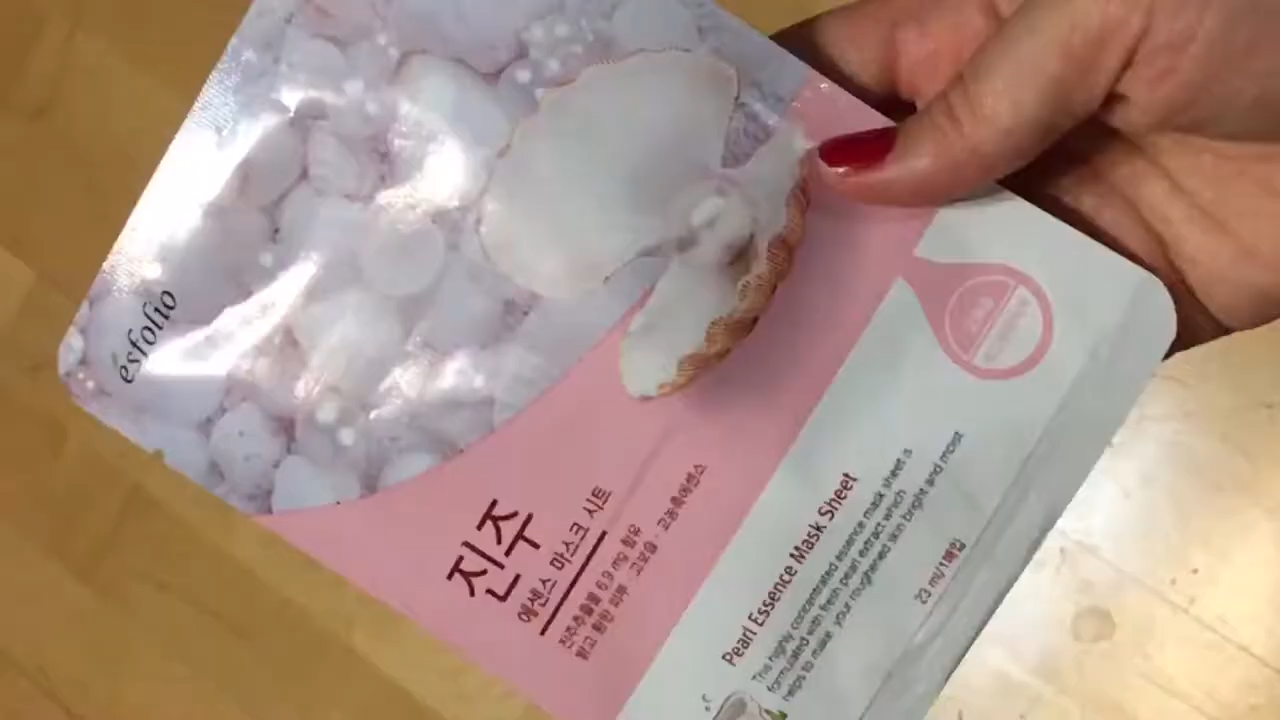 esfolio
진주
에센스 마스크 시트
진주추출물 6.9 mg 함유
맑고 환한 피부 · 고보습 · 고농축에센스
Pearl Essence Mask Sheet
This highly concentrated essence mask sheet is
formulated with fresh pearl extract which
helps to make your roughened skin bright and moist
23 ml/1매입